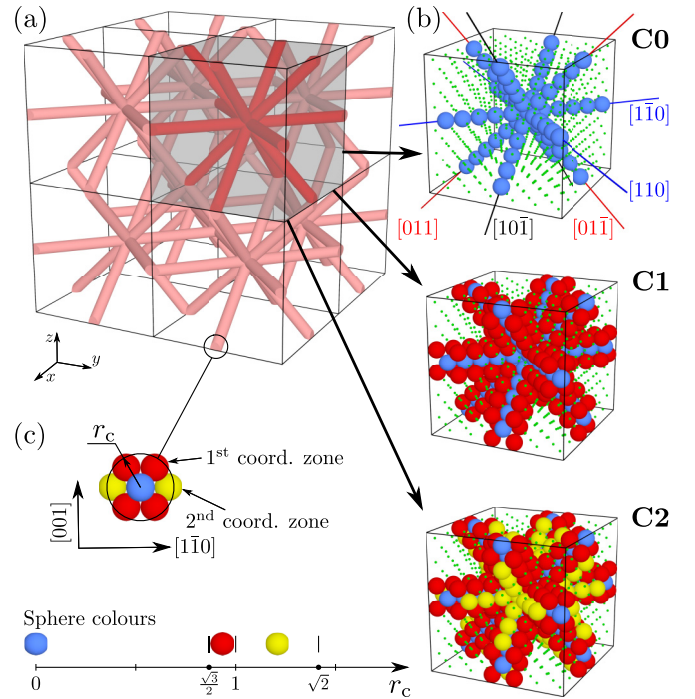 (a)
(b)
C0
[11̄0]
[110]
[011]
[101̄]
[011̄]
C1
z
y
x
(c)
r_c
1st coord. zone
2nd coord. zone
[001]
[11̄0]
C2
Sphere colours
0
√3/2
1
√2
r_c